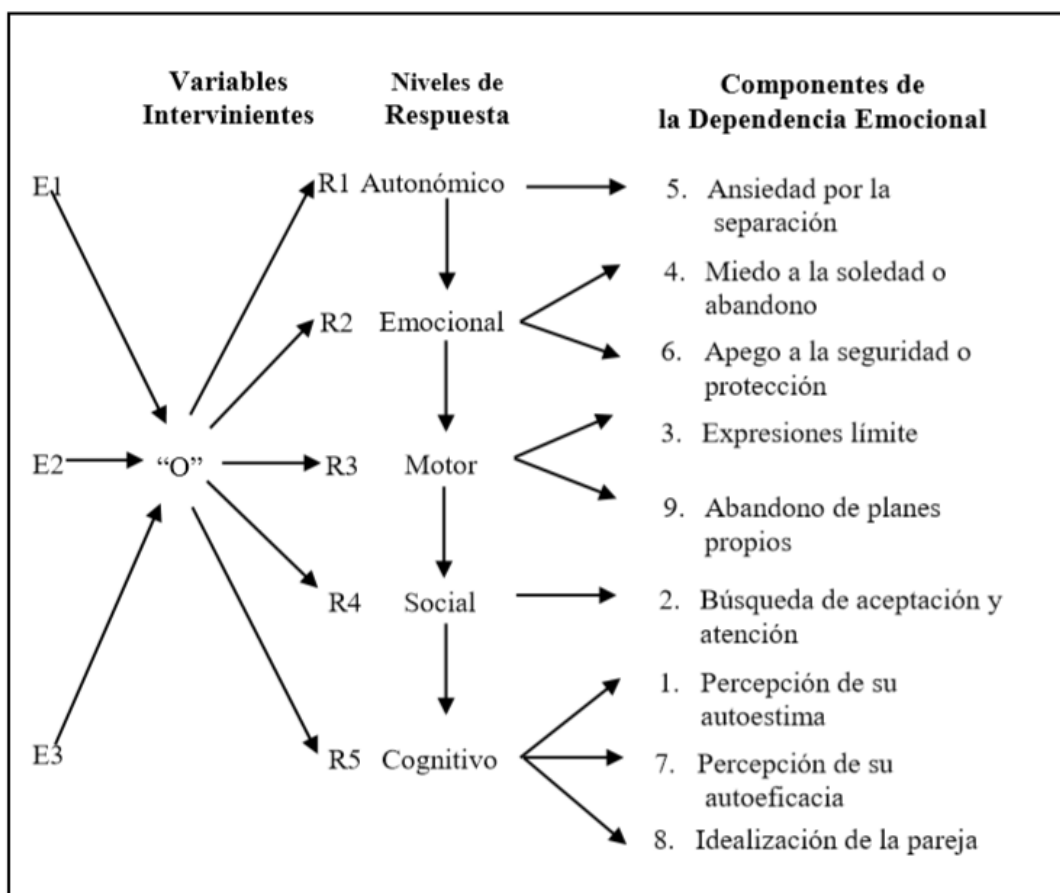 Variables
Intervinientes
Niveles de
Respuesta
Componentes de
la Dependencia Emocional
E1
R1 Autonómico
5. Ansiedad por la
separación
4. Miedo a la soledad o
abandono
R2 Emocional
6. Apego a la seguridad o
protección
3. Expresiones límite
E2
“O”
R3 Motor
9. Abandono de planes
propios
R4 Social
2. Búsqueda de aceptación y
atención
1. Percepción de su
autoestima
E3
R5 Cognitivo
7. Percepción de su
autoeficacia
8. Idealización de la pareja